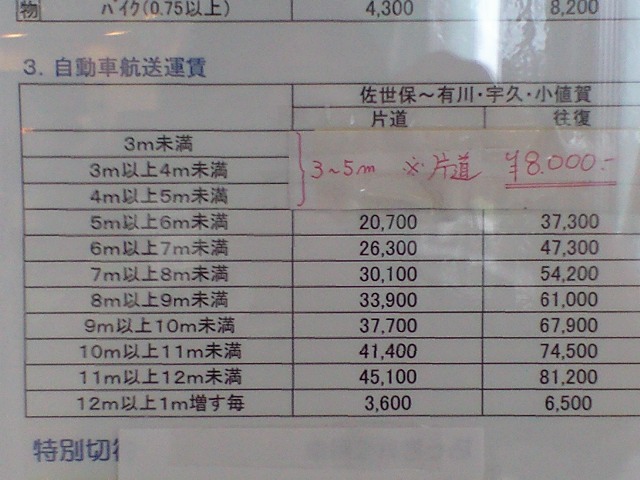 物 バイク(0.75以上) 4,300 8,200
3. 自動車航送運賃
佐世保～有川・宇久・小値賀
片道 往復
3m未満
3m以上4m未満 3~5m ※片道 ¥8.000.-
4m以上5m未満
5m以上6m未満 20,700 37,300
6m以上7m未満 26,300 47,300
7m以上8m未満 30,100 54,200
8m以上9m未満 33,900 61,000
9m以上10m未満 37,700 67,900
10m以上11m未満 41,400 74,500
11m以上12m未満 45,100 81,200
12m以上1m増す毎 3,600 6,500
特別切符